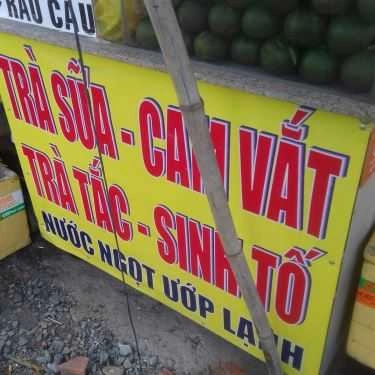 RAU CÂU
TRÀ SỮA - CAM VẮT
TRÀ TẮC - SINH TỐ
NƯỚC NGỌT ƯỚP LẠNH